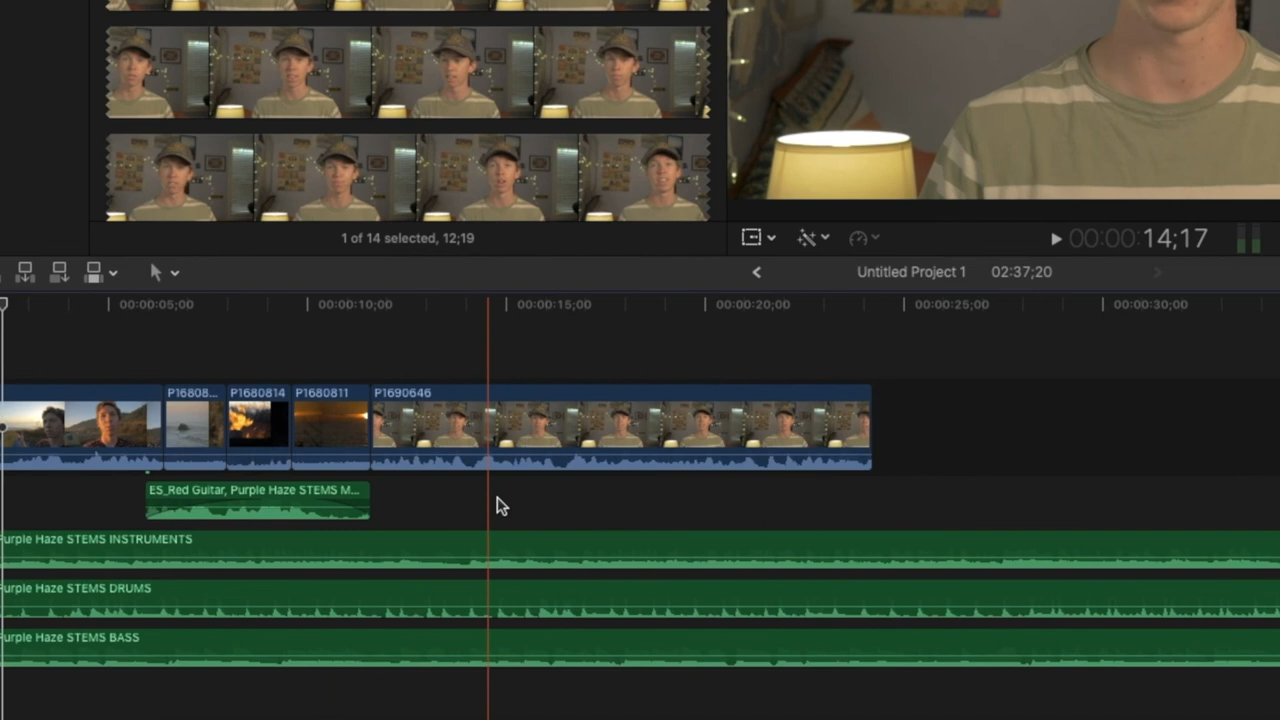 1 of 14 selected, 12;19
00:00:14;17
Untitled Project 1 02:37;20
00:00:05;00 00:00:10;00 00:00:15;00 00:00:20;00 00:00:25;00 00:00:30;00
P16808... P1680814 P1680811 P1690646
ES_Red Guitar, Purple Haze STEMS M...
Purple Haze STEMS INSTRUMENTS
Purple Haze STEMS DRUMS
Purple Haze STEMS BASS